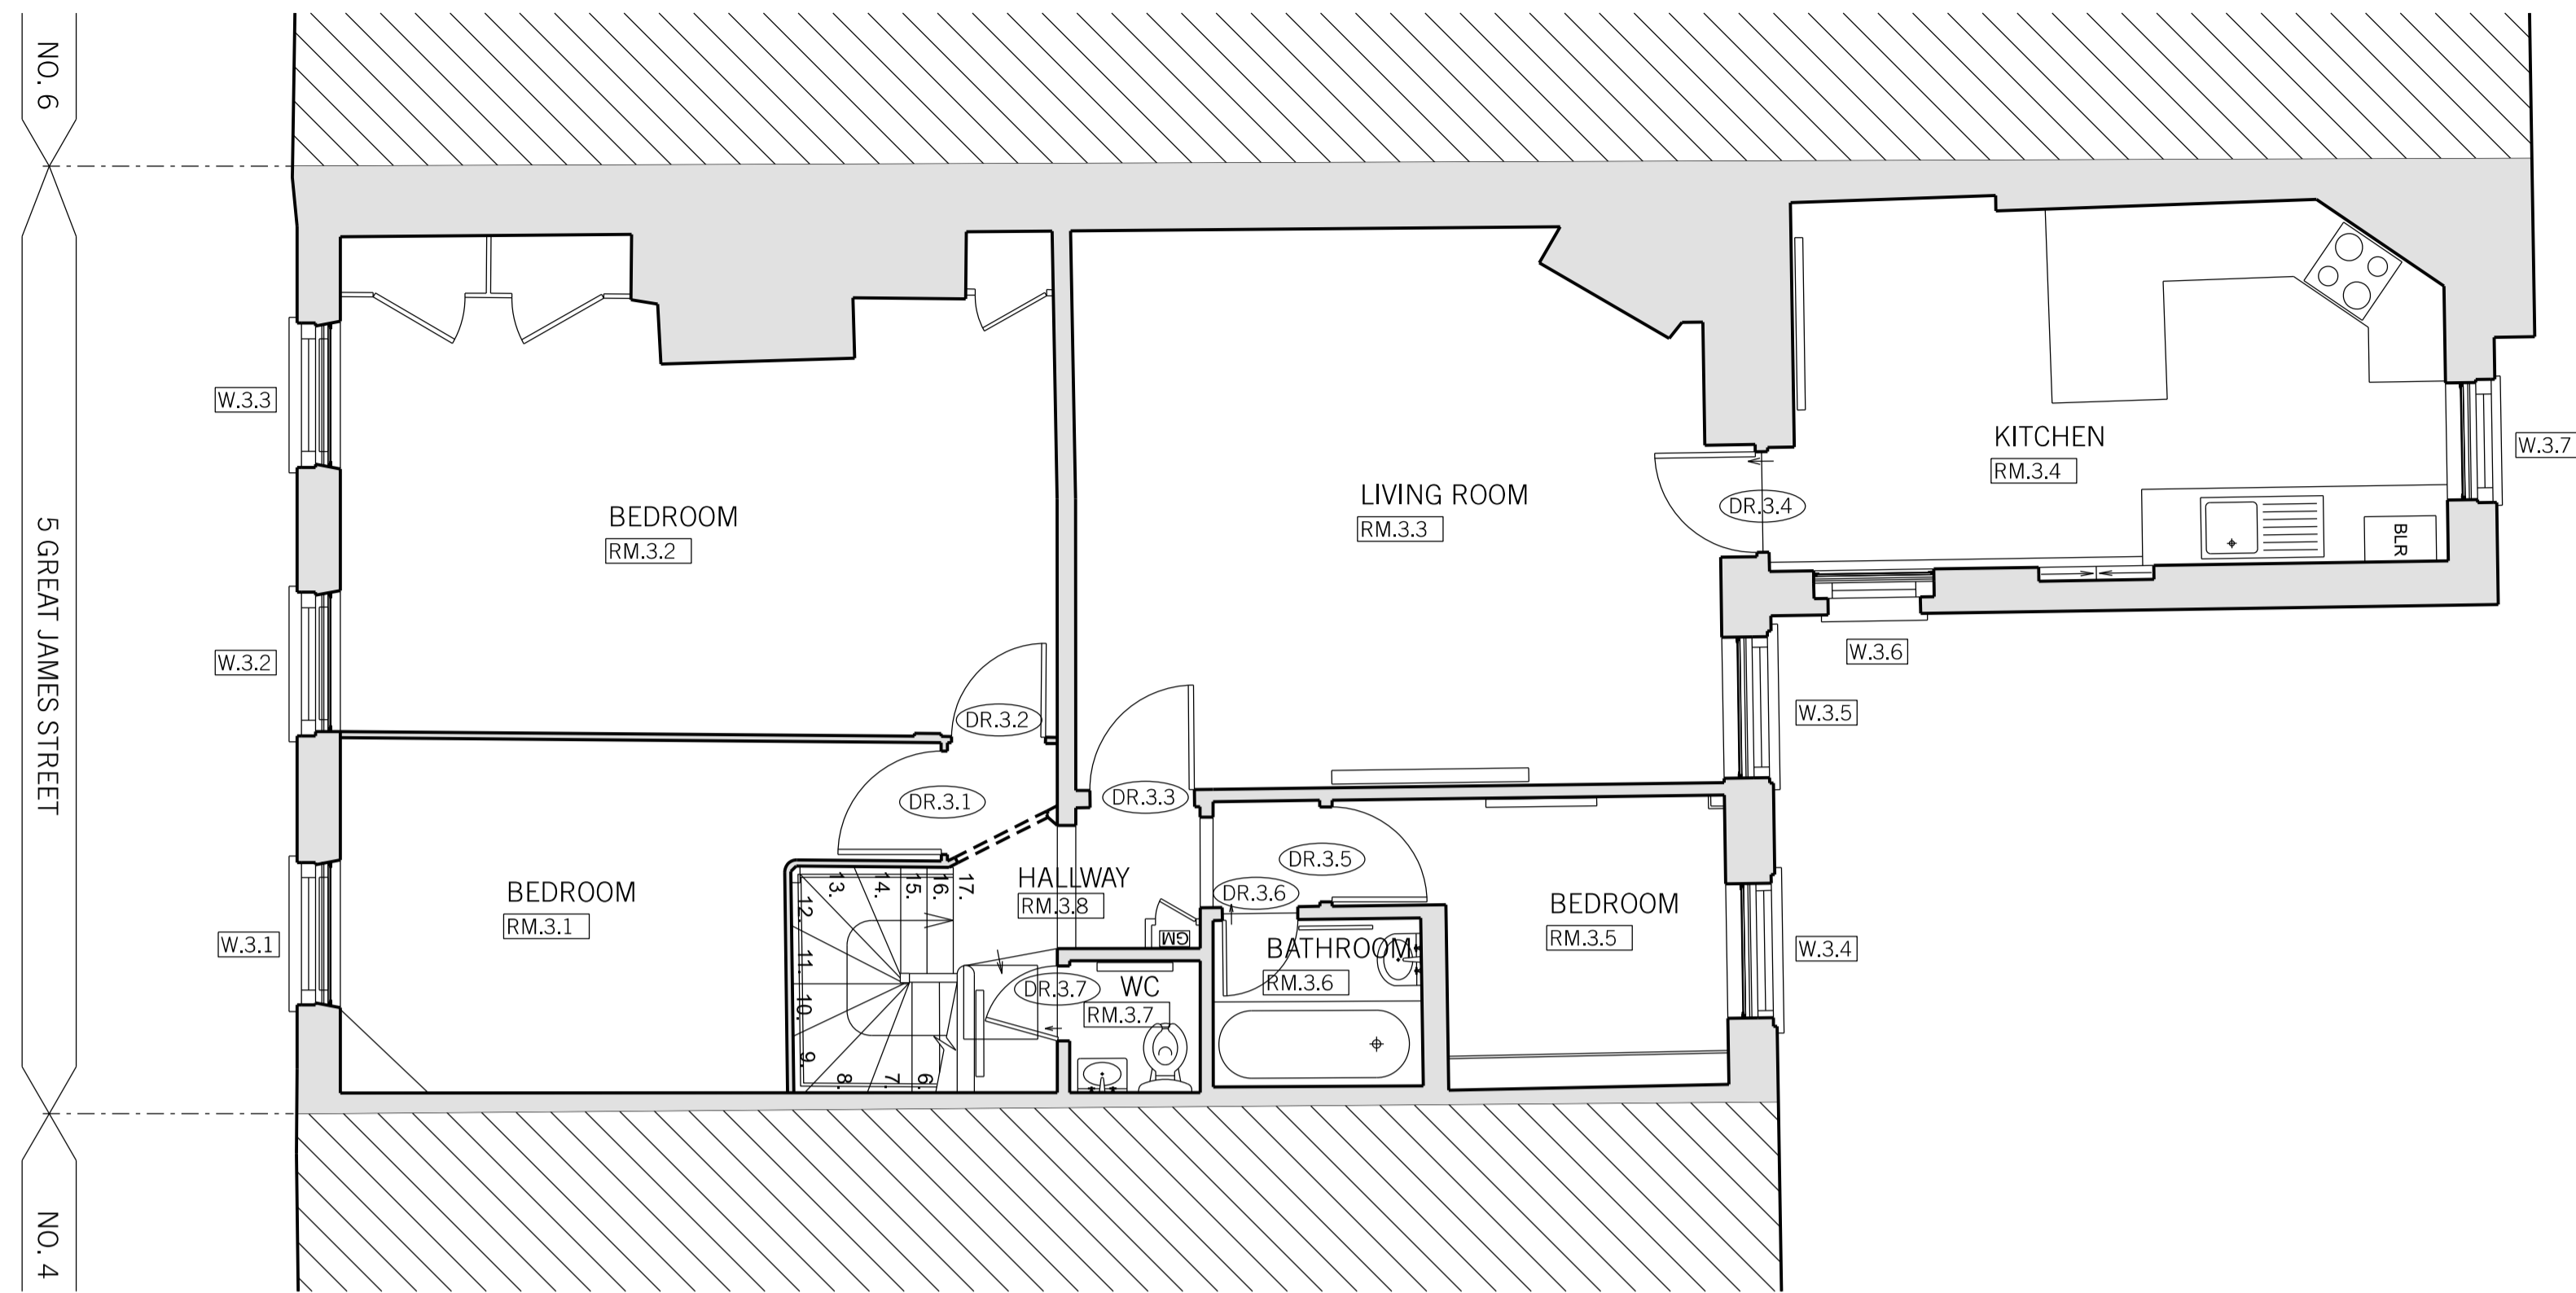 NO. 6
5 GREAT JAMES STREET
NO. 4
W.3.3
W.3.2
W.3.1
BEDROOM
RM.3.2
DR.3.2
BEDROOM
RM.3.1
DR.3.1
LIVING ROOM
RM.3.3
DR.3.3
DR.3.4
KITCHEN
RM.3.4
BLR
W.3.7
W.3.6
W.3.5
W.3.4
HALLWAY
RM.3.8
GM
DR.3.5
DR.3.6
BATHROOM
RM.3.6
BEDROOM
RM.3.5
DR.3.7
WC
RM.3.7
17.
16.
15.
14.
13.
12.
11.
10.
9.
8.
7.
6.